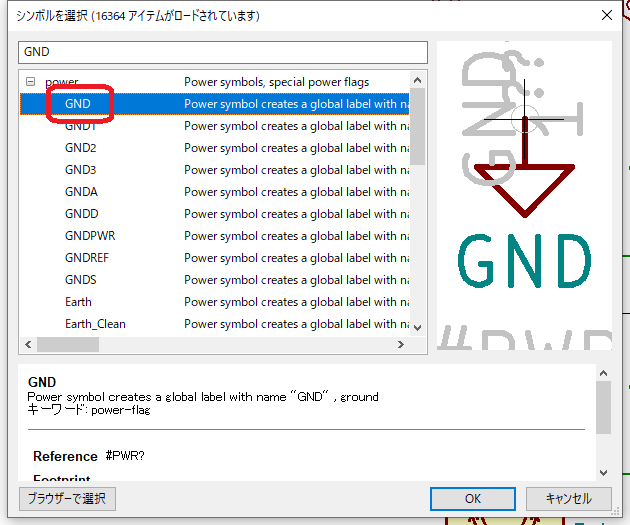 シンボルを選択 (16364 アイテムがロードされています)
GND
power Power symbols, special power flags
GND Power symbol creates a global label with na
GND1 Power symbol creates a global label with na
GND2 Power symbol creates a global label with na
GND3 Power symbol creates a global label with na
GNDA Power symbol creates a global label with na
GNDD Power symbol creates a global label with na
GNDPWR Power symbol creates a global label with na
GNDREF Power symbol creates a global label with na
GNDS Power symbol creates a global label with na
Earth Power symbol creates a global label with na
Earth_Clean Power symbol creates a global label with na
GND
1
GND
#PWR
GND
Power symbol creates a global label with name "GND" , ground
キーワード: power-flag
Reference #PWR?
Footprint
ブラウザーで選択
OK
キャンセル